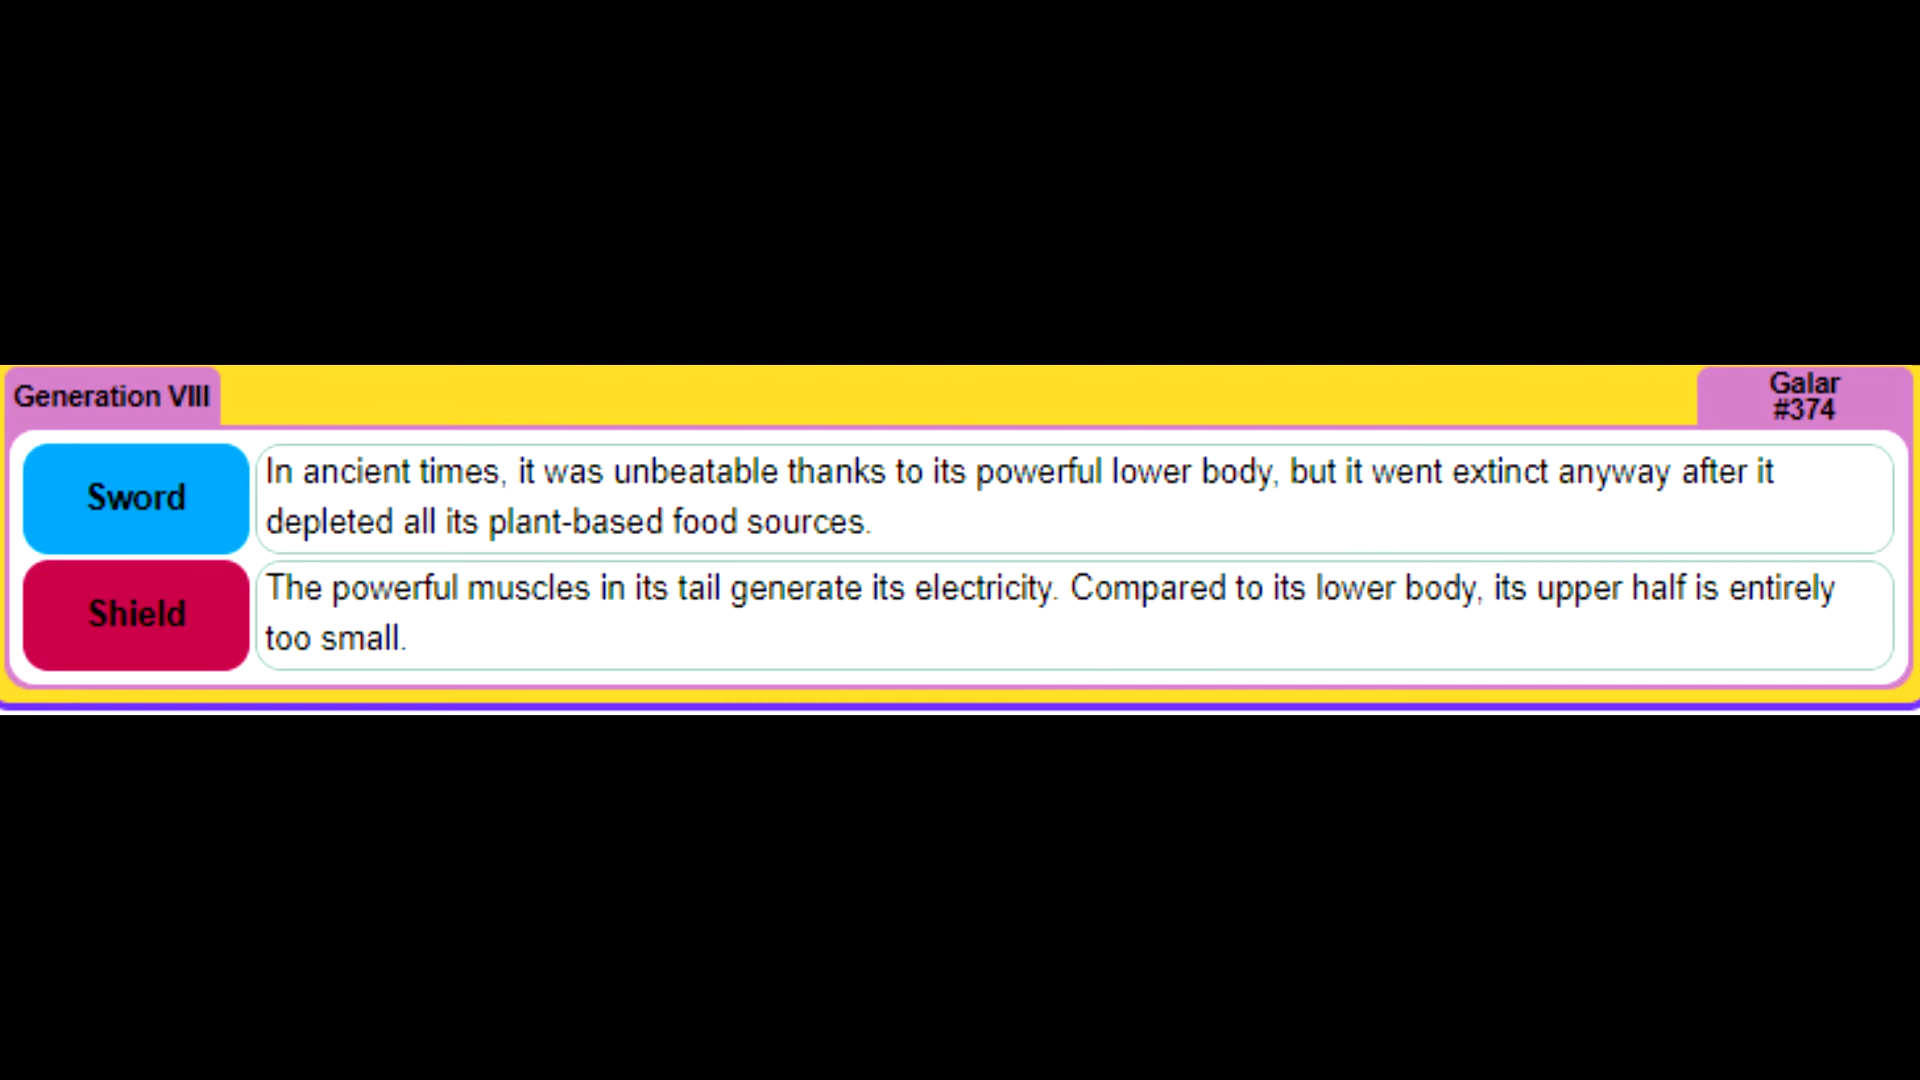 Generation VIII
Galar
#374
Sword
In ancient times, it was unbeatable thanks to its powerful lower body, but it went extinct anyway after it
depleted all its plant-based food sources.
Shield
The powerful muscles in its tail generate its electricity. Compared to its lower body, its upper half is entirely
too small.